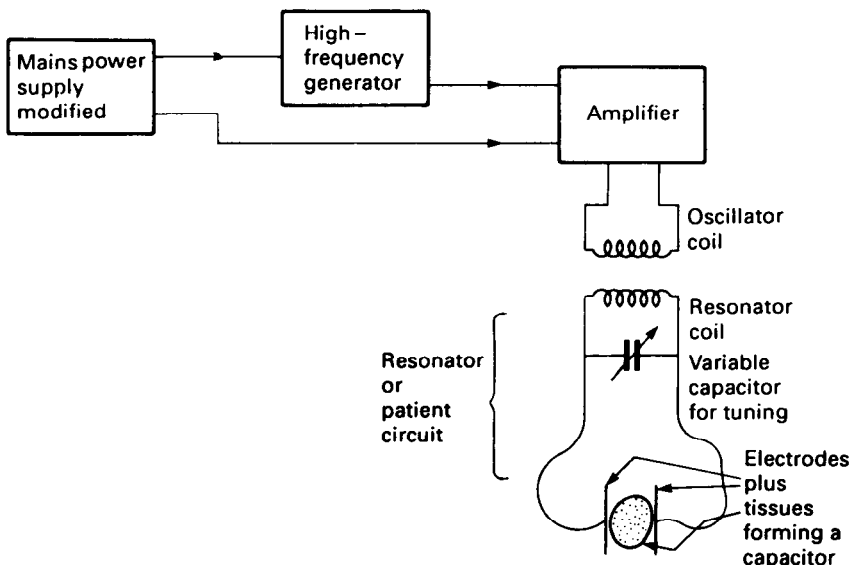 Mains power
supply
modified
High –
frequency
generator
Amplifier
Oscillator
coil
Resonator
coil
Variable
capacitor
for tuning
Resonator
or
patient
circuit
Electrodes
plus
tissues
forming a
capacitor